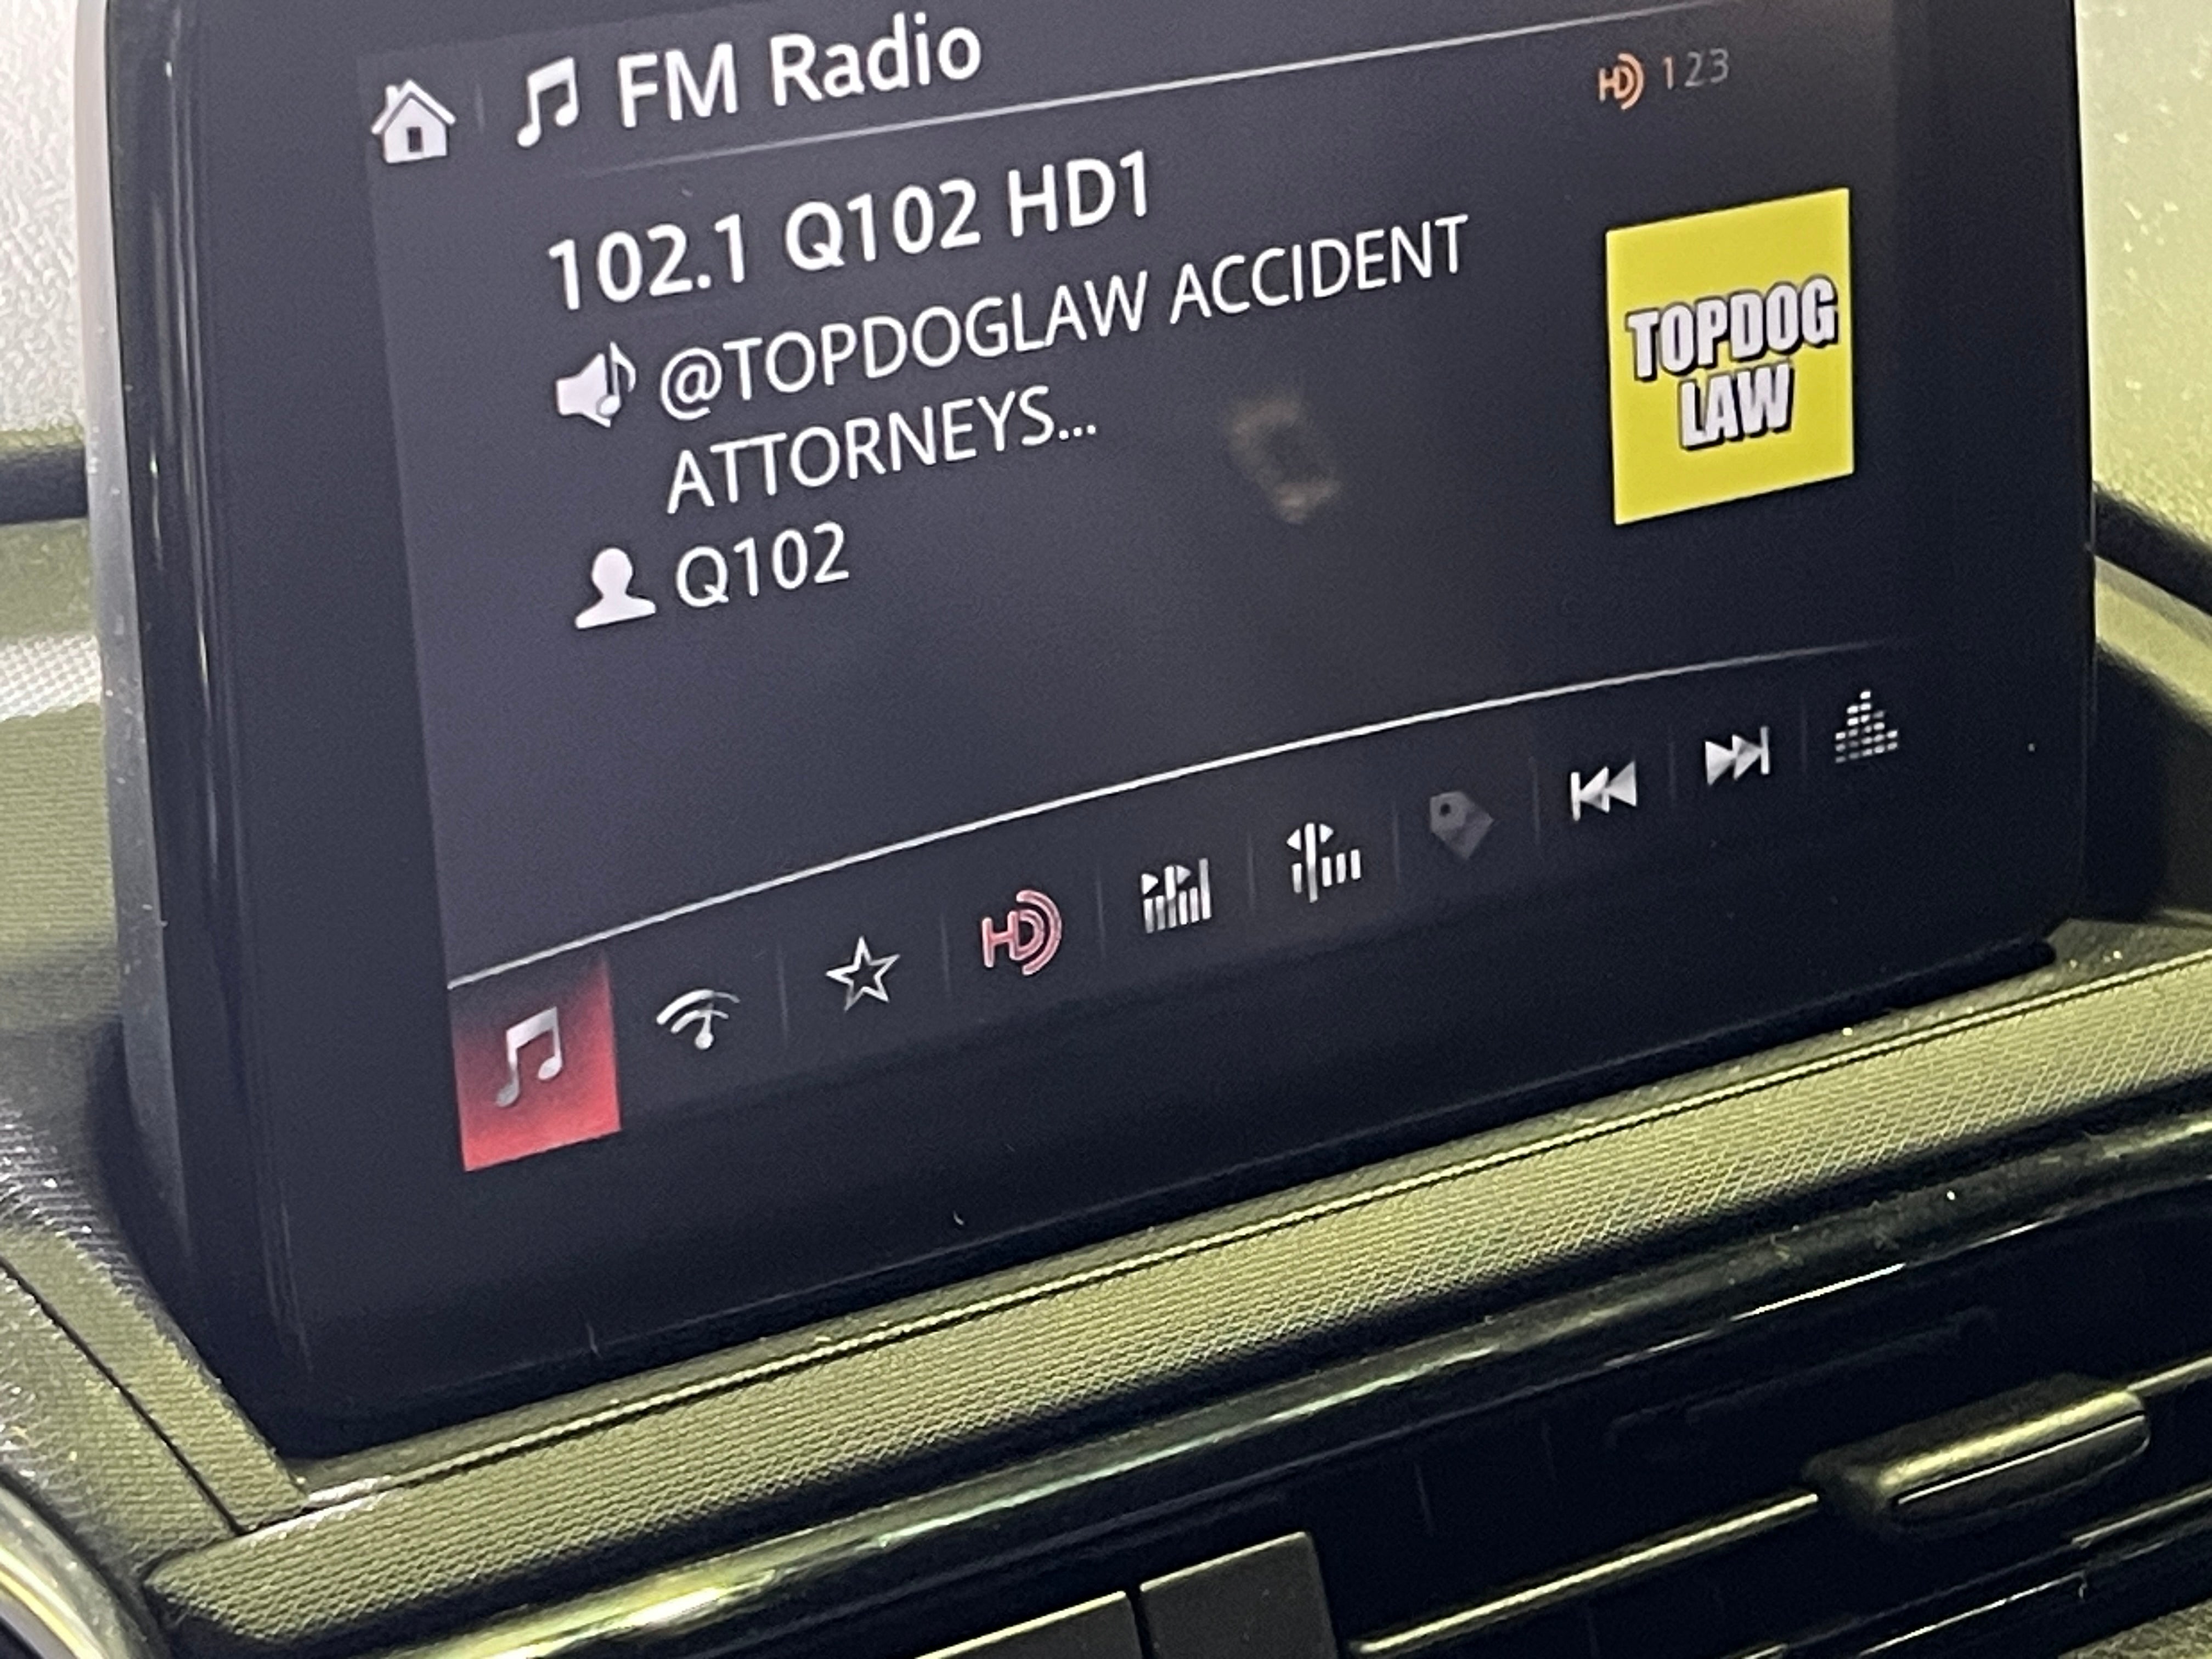 FM Radio
HD 123
102.1 Q102 HD1
@TOPDOGLAW ACCIDENT
ATTORNEYS...
Q102
TOPDOG
LAW
HD